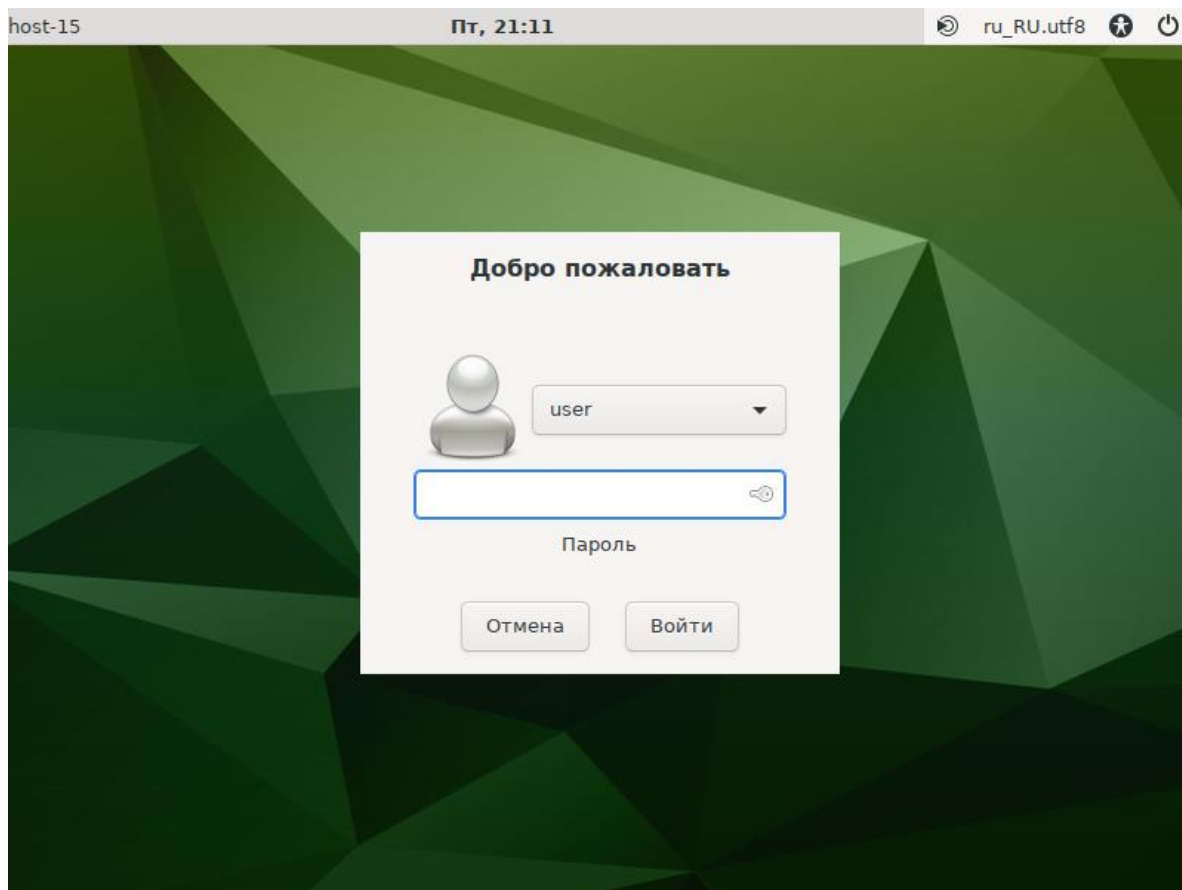 host-15
Пт, 21:11
ru_RU.utf8
Добро пожаловать
user
Пароль
Отмена
Войти